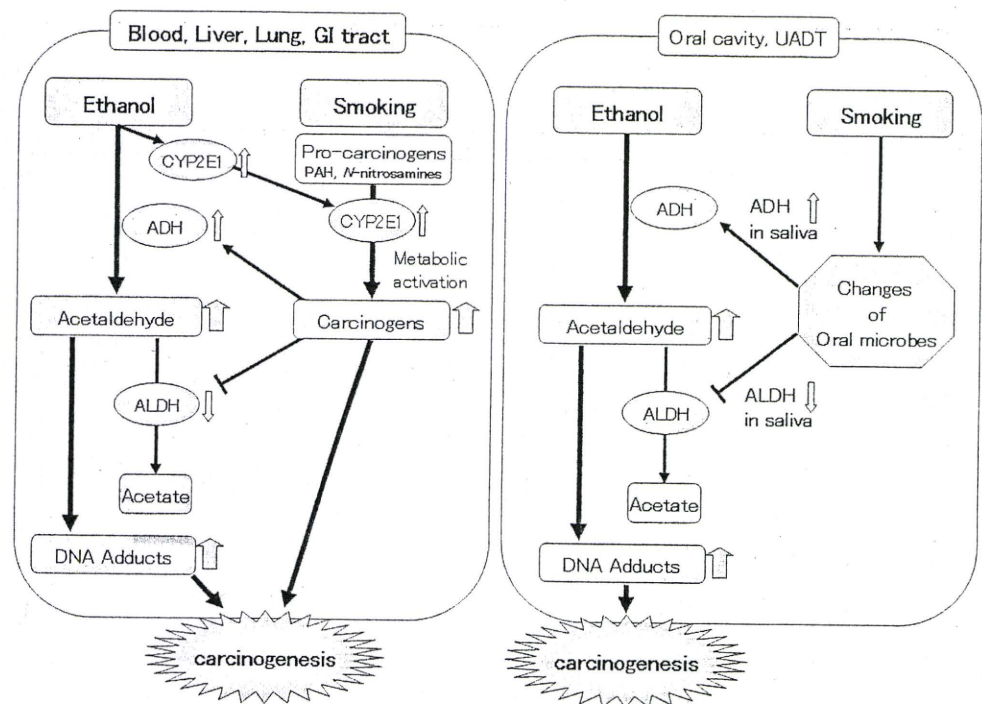 Blood, Liver, Lung, GI tract
Ethanol
Smoking
Pro-carcinogens
PAH, N-nitrosamines
CYP2E1
CYP2E1
ADH
Metabolic
activation
Acetaldehyde
Carcinogens
ALDH
Acetate
DNA Adducts
carcinogenesis
Oral cavity, UADT
Ethanol
Smoking
ADH
ADH
in saliva
Changes
of
Oral microbes
Acetaldehyde
ALDH
ALDH
in saliva
Acetate
DNA Adducts
carcinogenesis